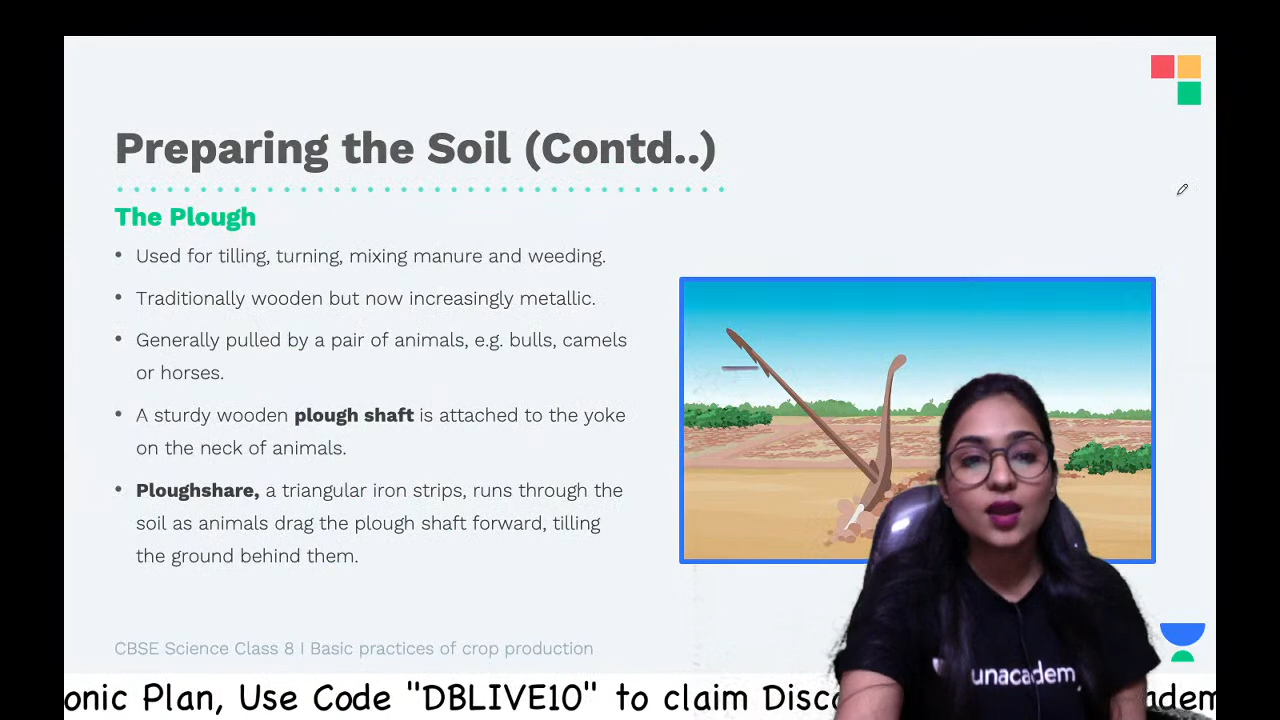 Preparing the Soil (Contd..)
The Plough
• Used for tilling, turning, mixing manure and weeding.
• Traditionally wooden but now increasingly metallic.
• Generally pulled by a pair of animals, e.g. bulls, camels
or horses.
• A sturdy wooden plough shaft is attached to the yoke
on the neck of animals.
• Ploughshare, a triangular iron strips, runs through the
soil as animals drag the plough shaft forward, tilling
the ground behind them.
CBSE Science Class 8 I Basic practices of crop production
unacadem
onic Plan, Use Code "DBLIVE10" to claim Disco adem